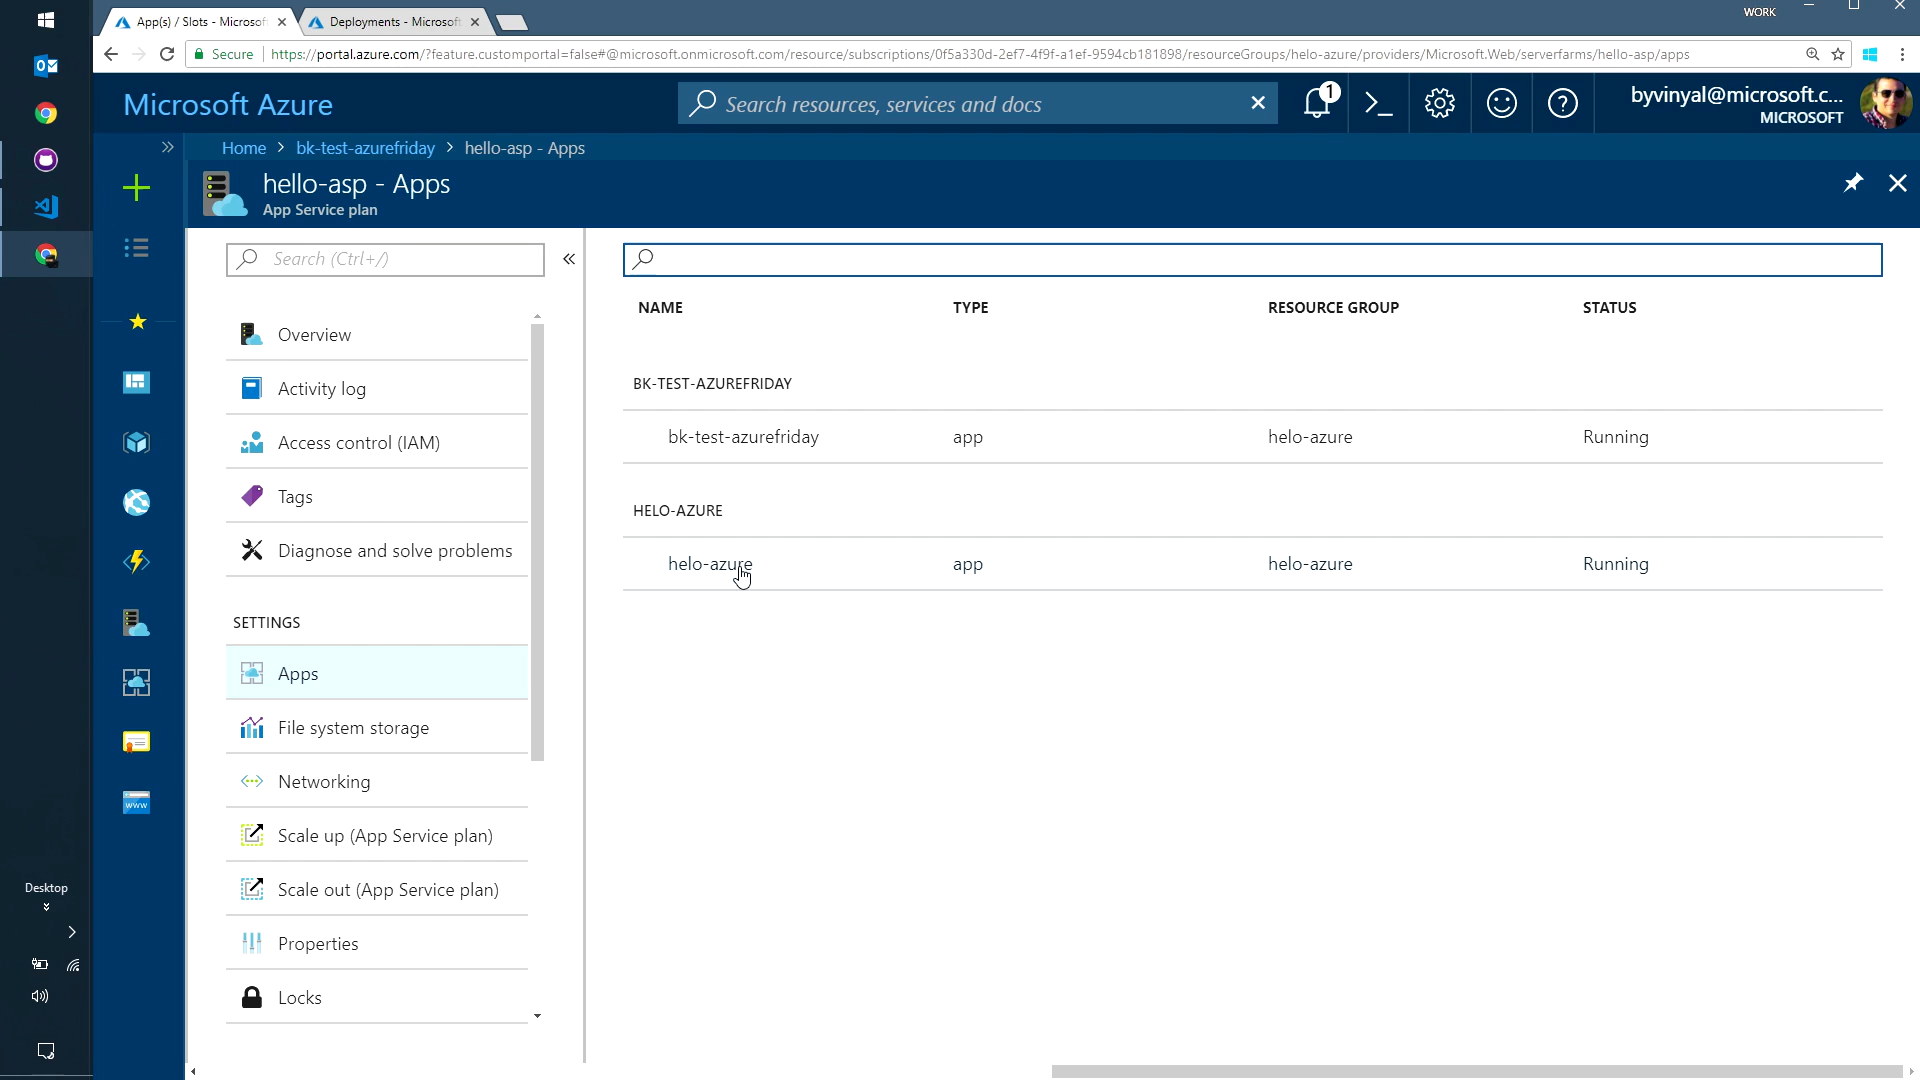 App(s) / Slots - Microsof
Deployments - Microsoft
WORK
Secure
https://portal.azure.com/?feature.customportal=false#@microsoft.onmicrosoft.com/resource/subscriptions/0f5a330d-2ef7-4f9f-a1ef-9594cb181898/resourceGroups/helo-azure/providers/Microsoft.Web/serverfarms/hello-asp/apps
Microsoft Azure
Search resources, services and docs
1
byvinyal@microsoft.c...
MICROSOFT
Home > bk-test-azurefriday > hello-asp - Apps
hello-asp - Apps
App Service plan
Search (Ctrl+/)
Overview
Activity log
Access control (IAM)
Tags
Diagnose and solve problems
SETTINGS
Apps
File system storage
Networking
Scale up (App Service plan)
Scale out (App Service plan)
Properties
Locks
NAME TYPE RESOURCE GROUP STATUS
BK-TEST-AZUREFRIDAY
bk-test-azurefriday app helo-azure Running
HELO-AZURE
helo-azure app helo-azure Running
www
Desktop